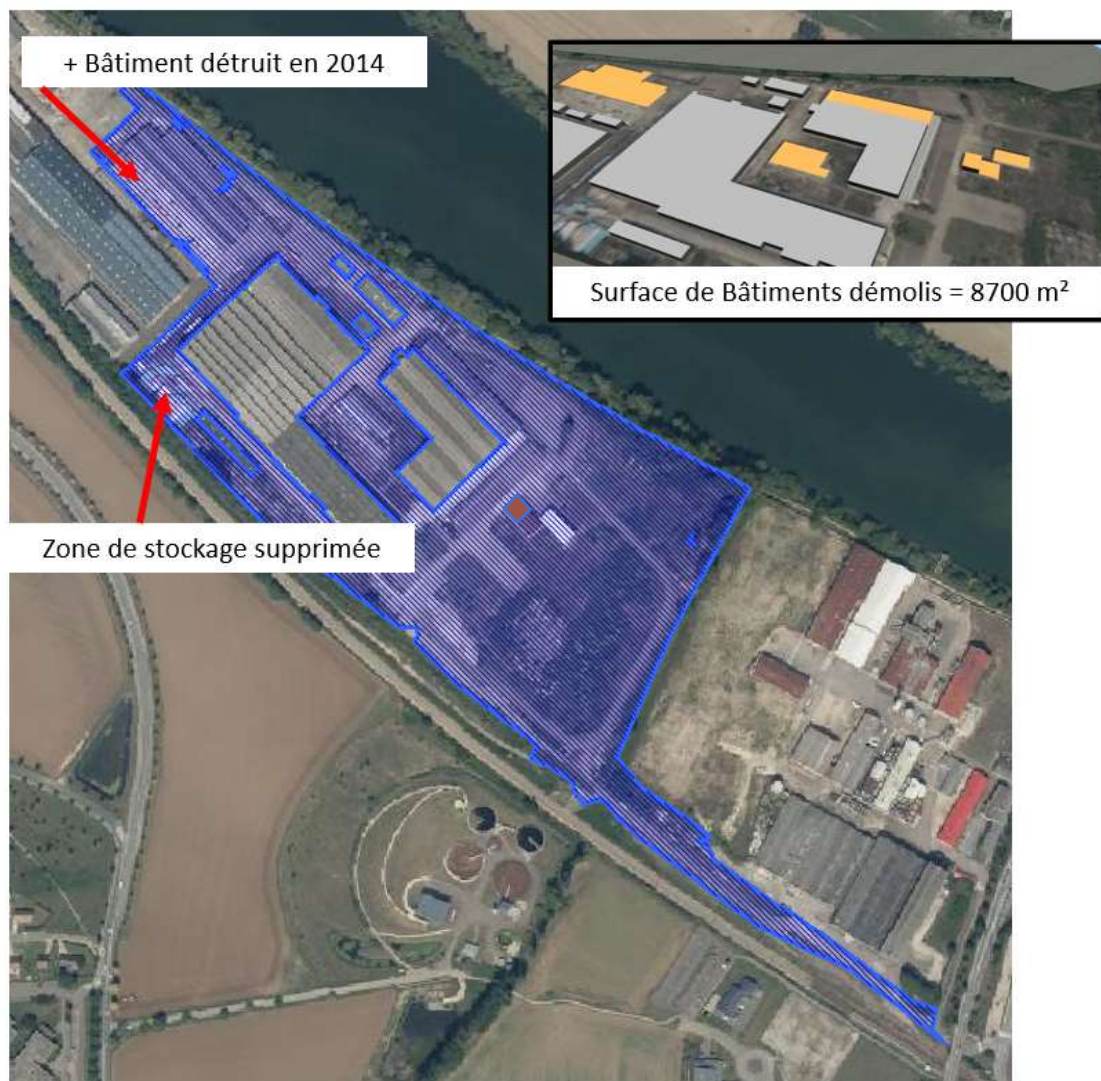 + Bâtiment détruit en 2014
Surface de Bâtiments démolis = 8700 m²
Zone de stockage supprimée